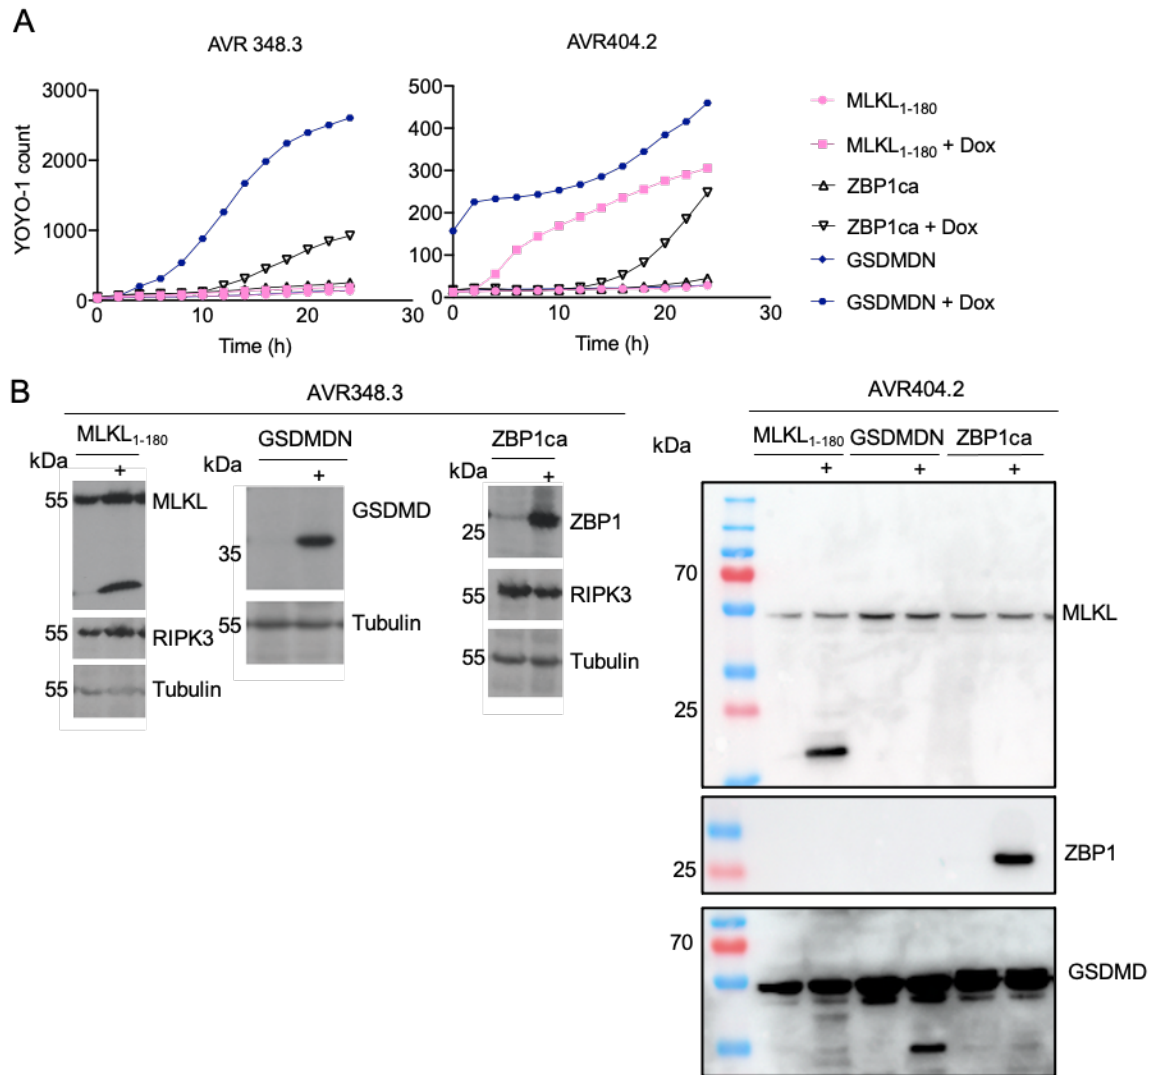 A
AVR 348.3
AVR404.2
YOYO-1 count
3000
2000
1000
0
0 10 20 30
Time (h)
500
400
300
200
100
0
0 10 20 30
Time (h)
MLKL1-180
MLKL1-180 + Dox
ZBP1ca
ZBP1ca + Dox
GSDMDN
GSDMDN + Dox
B
AVR348.3
MLKL1-180
kDa
+
55 MLKL
55 RIPK3
55 Tubulin
GSDMDN
kDa
+
GSDMD
35
55 Tubulin
ZBP1ca
kDa
+
25 ZBP1
55 RIPK3
55 Tubulin
AVR404.2
kDa
MLKL1-180 GSDMDN ZBP1ca
+ + +
70
MLKL
25
ZBP1
25
70
GSDMD